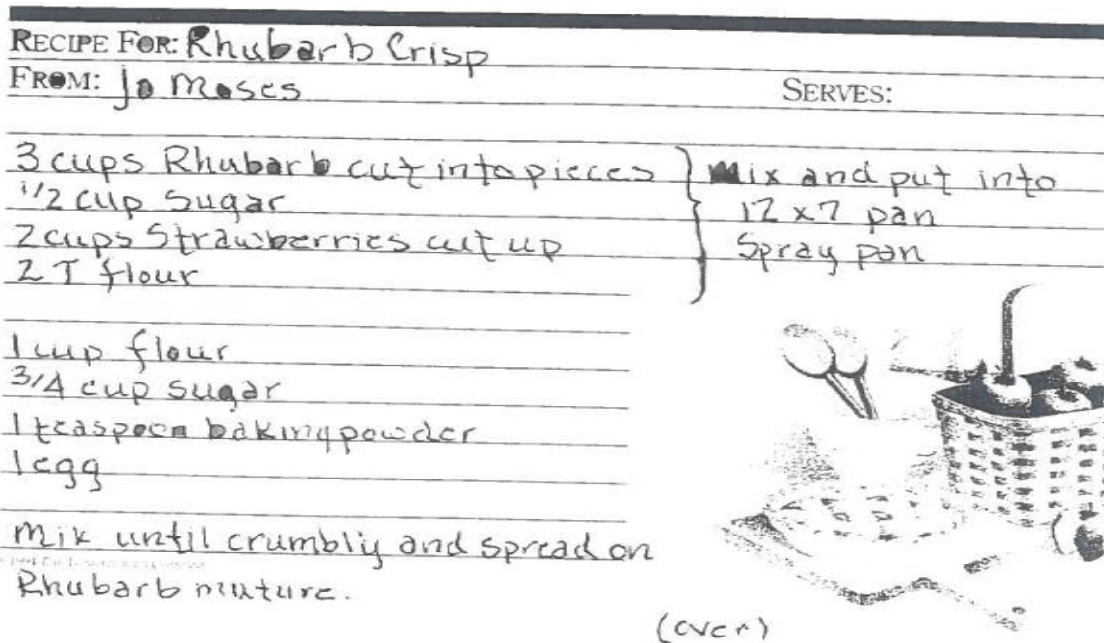 RECIPE FOR: Rhubarb Crisp
FROM: Jo Moses
SERVES:
3 cups Rhubarb cut into pieces } Mix and put into
1/2 cup sugar 12 x 7 pan
2 cups Strawberries cut up Spray pan
2 T flour
1 cup flour
3/4 cup sugar
1 teaspoon baking powder
1 egg
Mix until crumbly and spread on
Rhubarb mixture.
(over)